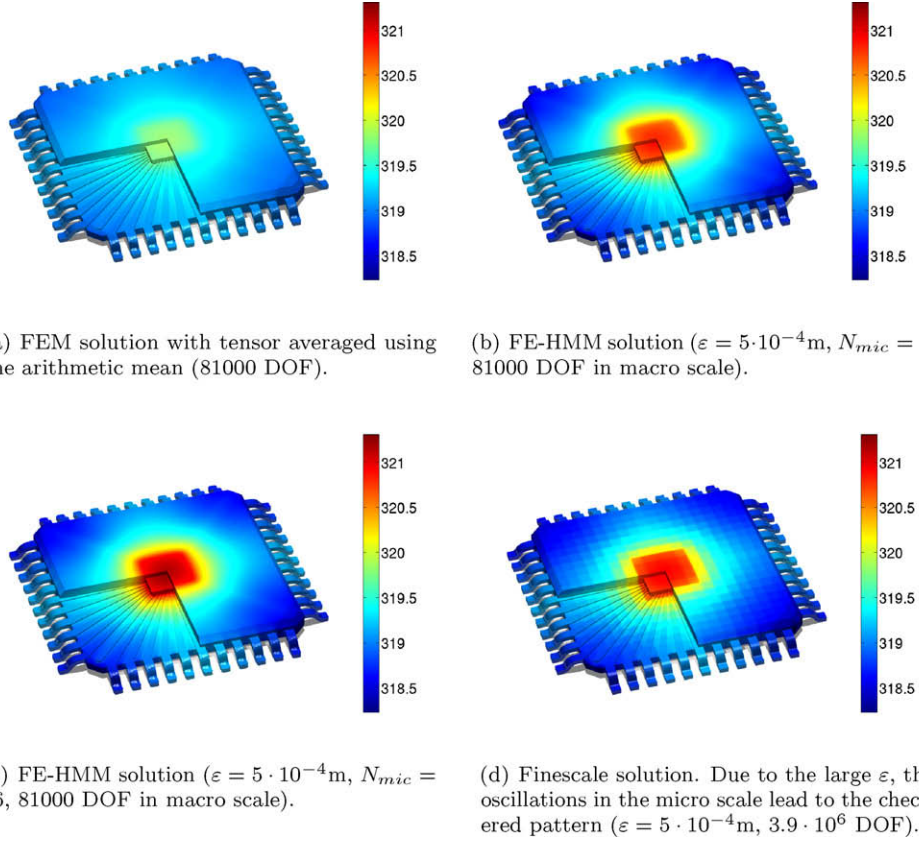 321
320.5
320
319.5
319
318.5
321
320.5
320
319.5
319
318.5
) FEM solution with tensor averaged using
arithmetic mean (81000 DOF).
(b) FE-HMM solution (ε = 5·10⁻⁴m, N_mic =
81000 DOF in macro scale).
321
320.5
320
319.5
319
318.5
321
320.5
320
319.5
319
318.5
) FE-HMM solution (ε = 5 · 10⁻⁴m, N_mic =
6, 81000 DOF in macro scale).
(d) Finescale solution. Due to the large ε,
oscillations in the micro scale lead to the
ered pattern (ε = 5 · 10⁻⁴m, 3.9 · 10⁶ DOF).